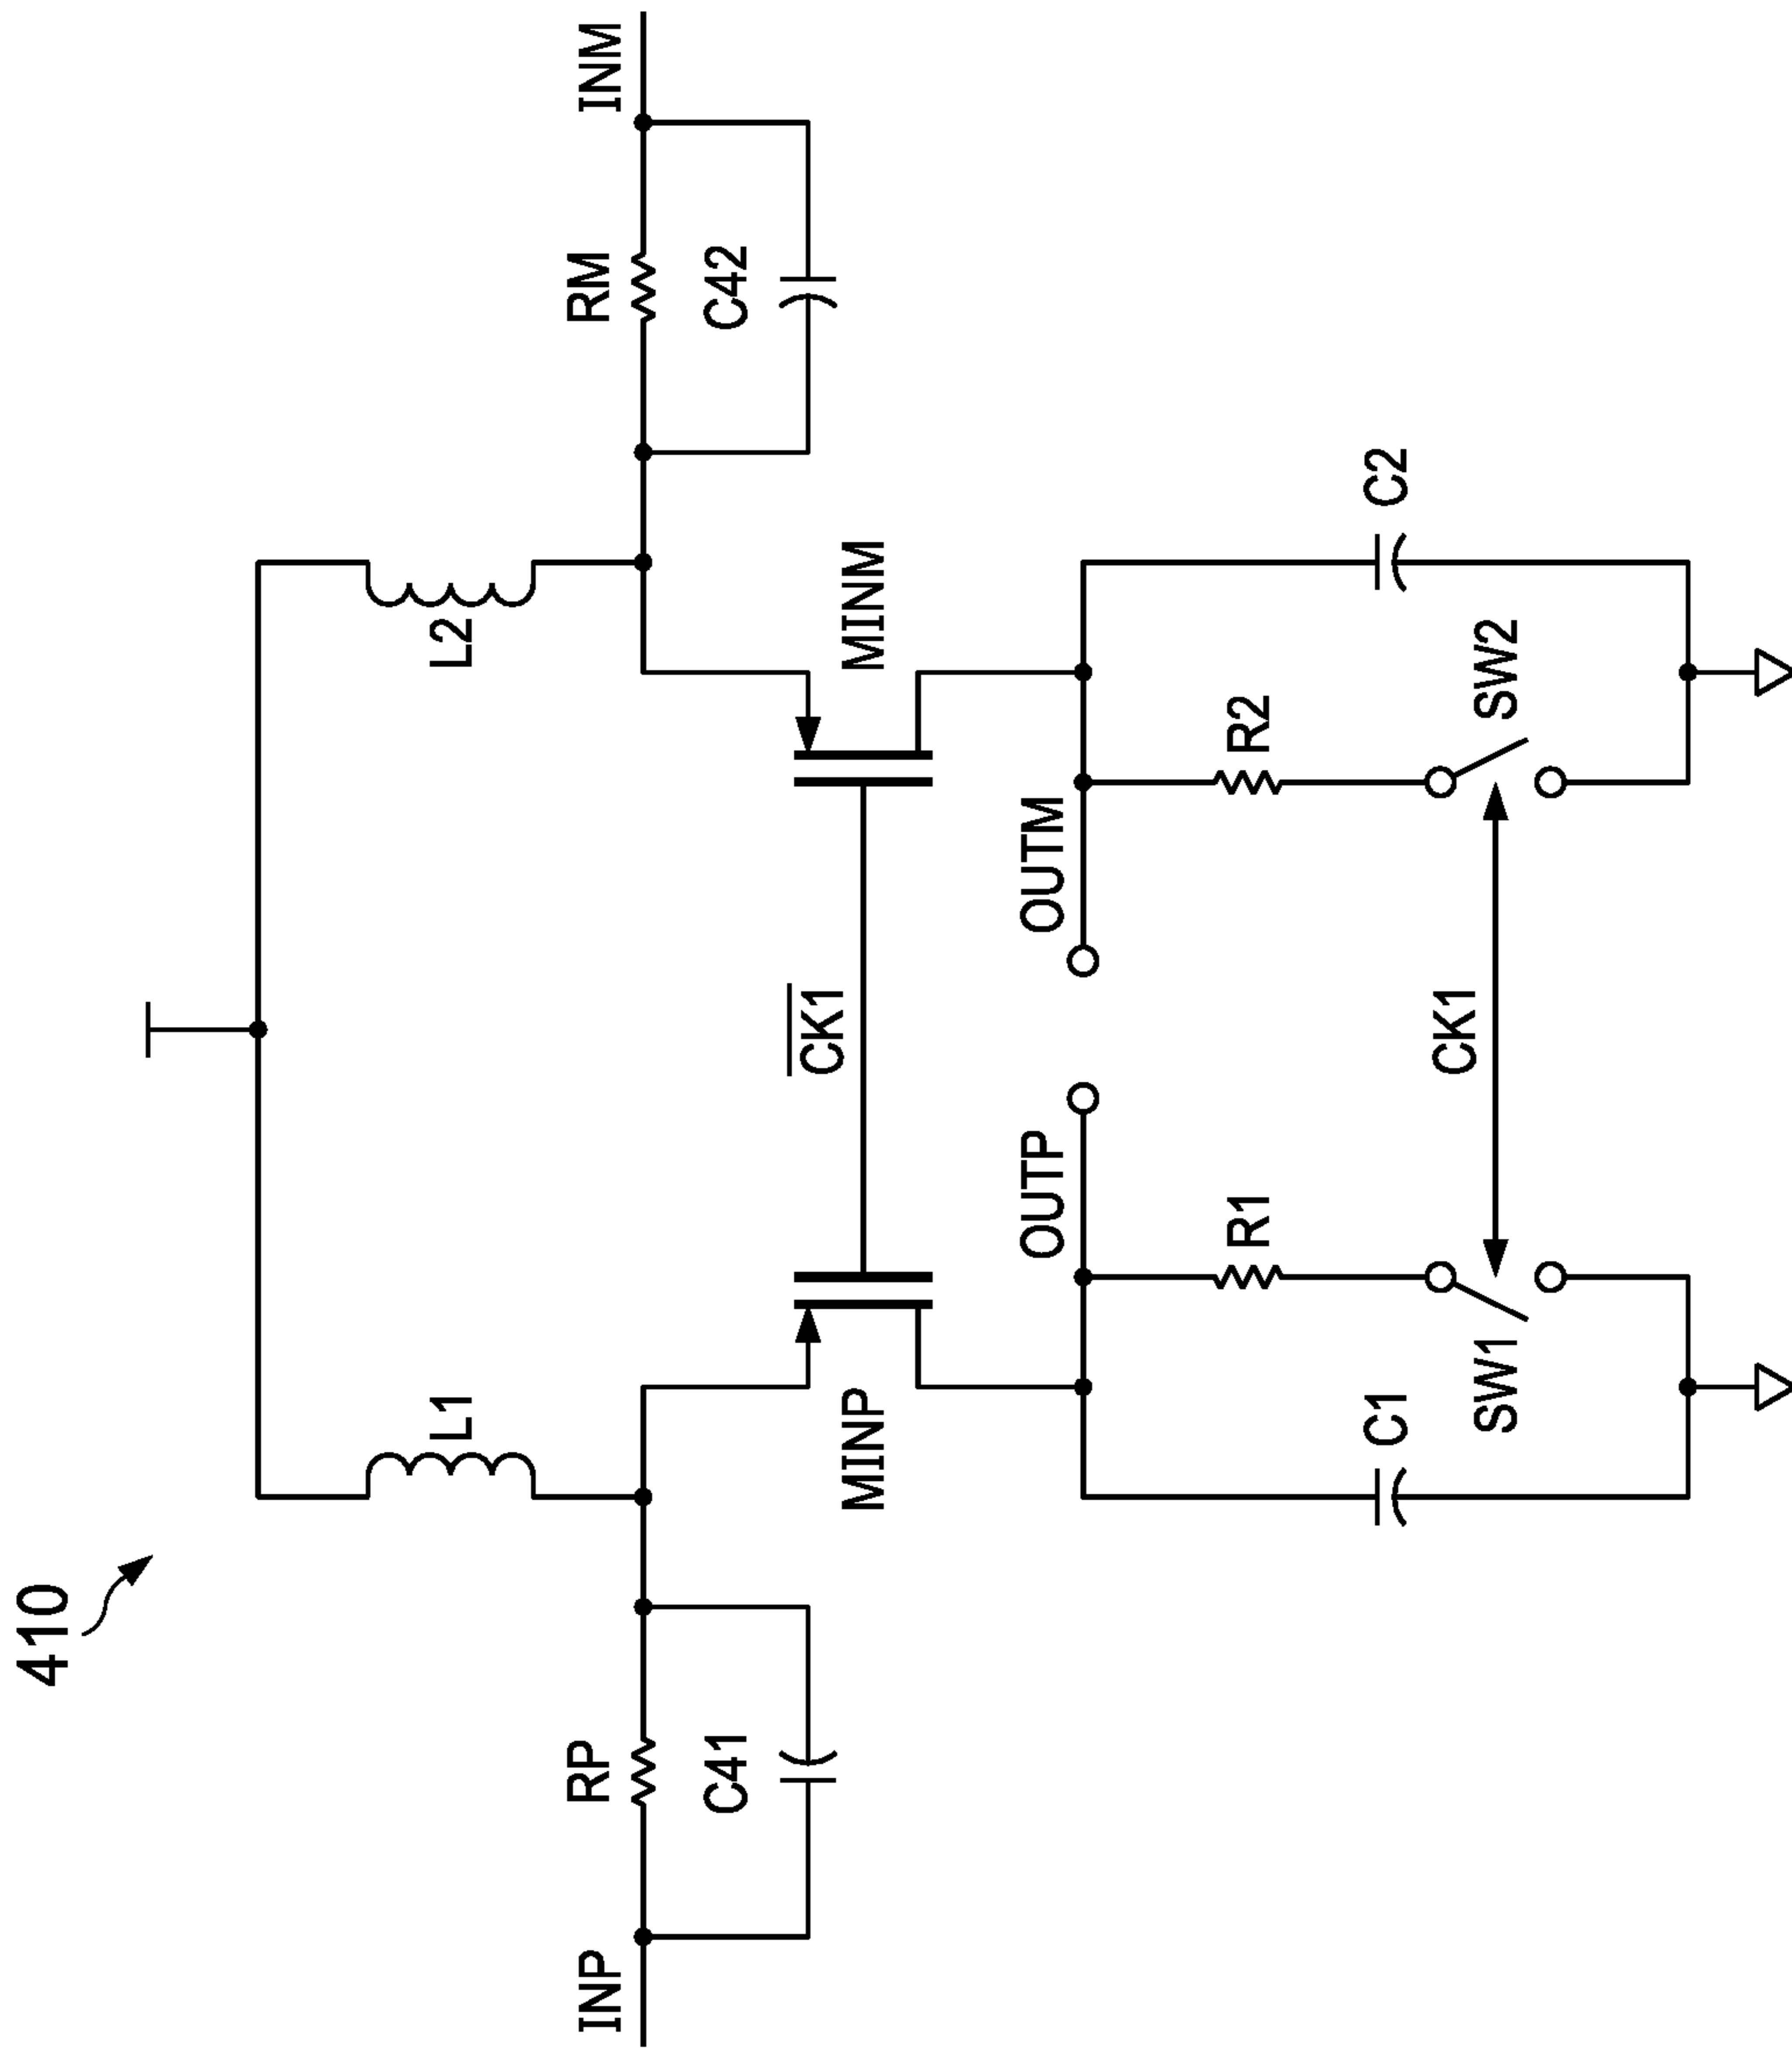 410
INP
RP
C41
L1
L2
RM
C42
INM
MINP
C̅K̅1̅
MINM
OUTP
OUTM
C1
R1
R2
C2
SW1
CK1
SW2